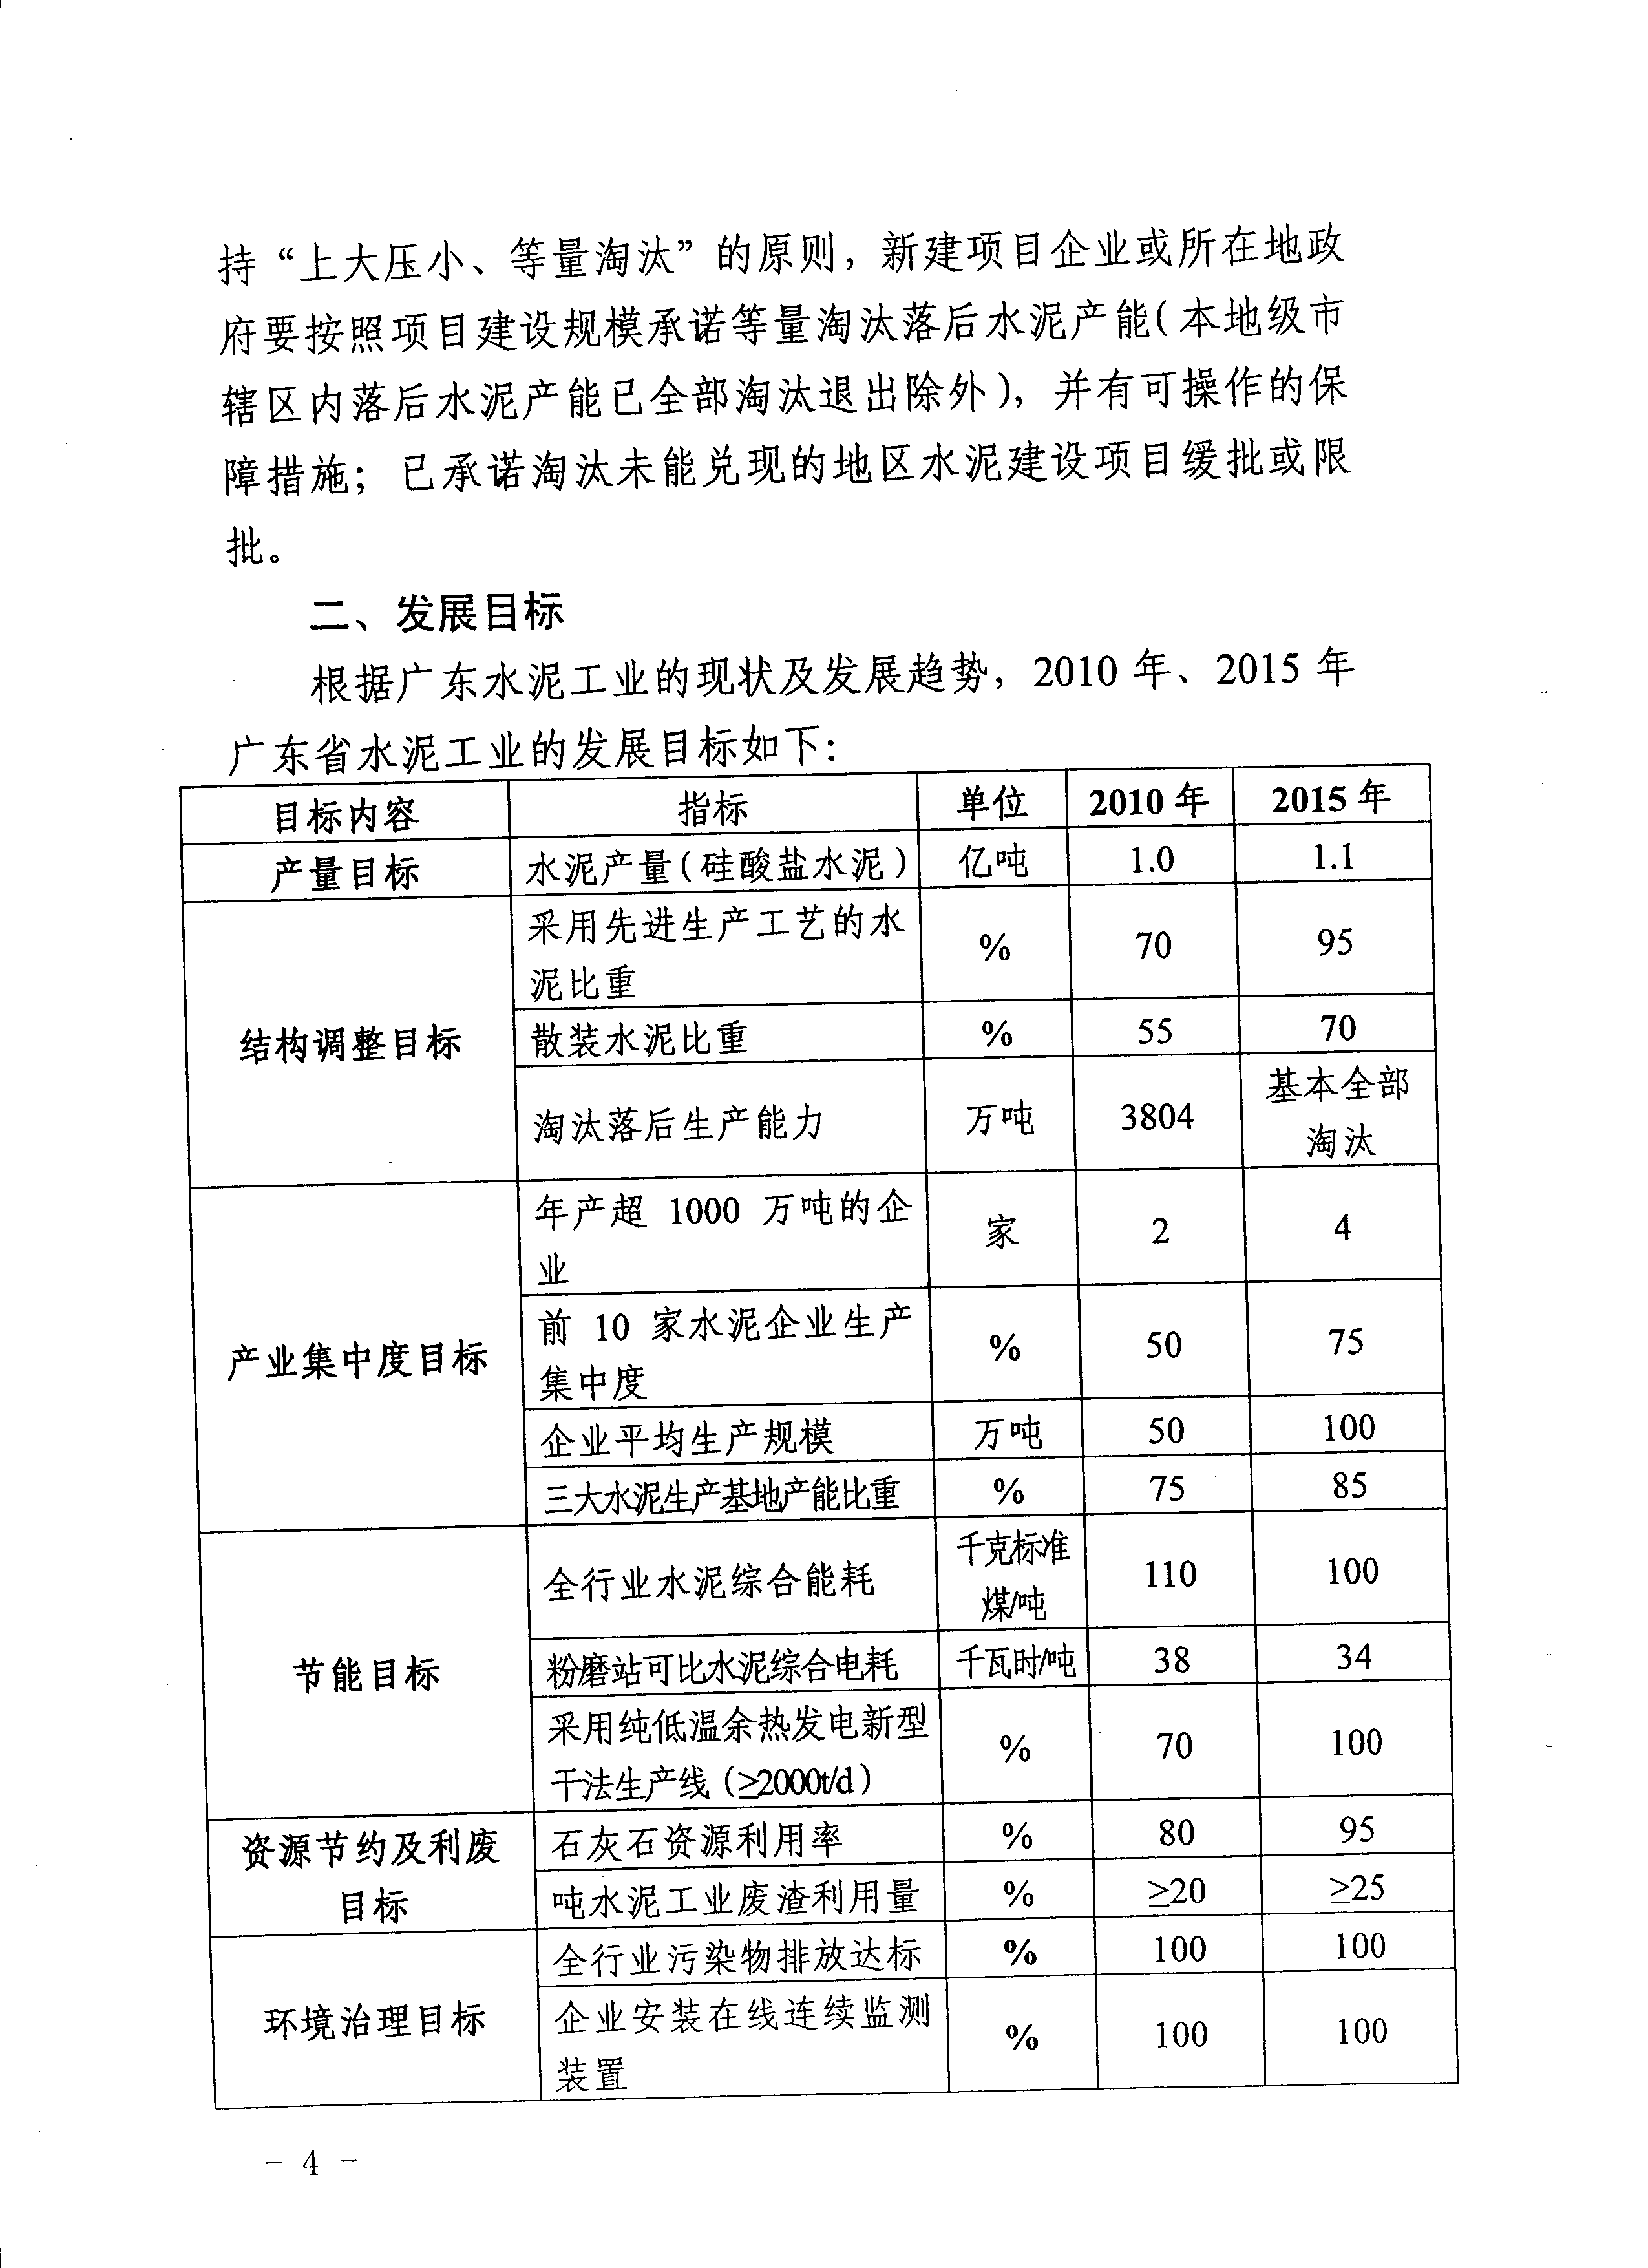 持“上大压小、等量淘汰”的原则，新建项目企业或所在地政
府要按照项目建设规模承诺等量淘汰落后水泥产能(本地级市
辖区内落后水泥产能已全部淘汰退出除外)，并有可操作的保
障措施；已承诺淘汰未能兑现的地区水泥建设项目缓批或限
批。
二、发展目标
根据广东水泥工业的现状及发展趋势，2010 年、2015 年
广东省水泥工业的发展目标如下：
目标内容 指标 单位 2010 年 2015 年
产量目标 水泥产量(硅酸盐水泥) 亿吨 1.0 1.1
结构调整目标
采用先进生产工艺的水
泥比重 % 70 95
散装水泥比重 % 55 70
淘汰落后生产能力 万吨 3804 基本全部
淘汰
产业集中度目标
年产超 1000 万吨的企
业 家 2 4
前 10 家水泥企业生产
集中度 % 50 75
企业平均生产规模 万吨 50 100
三大水泥生产基地产能比重 % 75 85
节能目标
全行业水泥综合能耗 千克标准
煤/吨 110 100
粉磨站可比水泥综合电耗 千瓦时/吨 38 34
采用纯低温余热发电新型
干法生产线(≥2000t/d) % 70 100
资源节约及利废
目标
石灰石资源利用率 % 80 95
吨水泥工业废渣利用量 % ≥20 ≥25
环境治理目标
全行业污染物排放达标 % 100 100
企业安装在线连续监测
装置 % 100 100
- 4 -